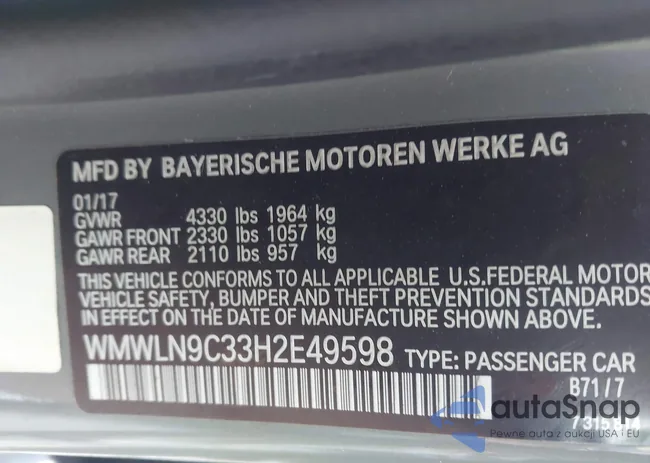 MFD BY BAYERISCHE MOTOREN WERKE AG
01/17
GVWR 4330 lbs 1964 kg
GAWR FRONT 2330 lbs 1057 kg
GAWR REAR 2110 lbs 957 kg
THIS VEHICLE CONFORMS TO ALL APPLICABLE U.S.FEDERAL MOTOR
VEHICLE SAFETY, BUMPER AND THEFT PREVENTION STANDARDS
IN EFFECT ON THE DATE OF MANUFACTURE SHOWN ABOVE.
WMWLN9C33H2E49598 TYPE: PASSENGER CAR
B71/7
autoSnap
Pewne auta z aukcji USA i EU